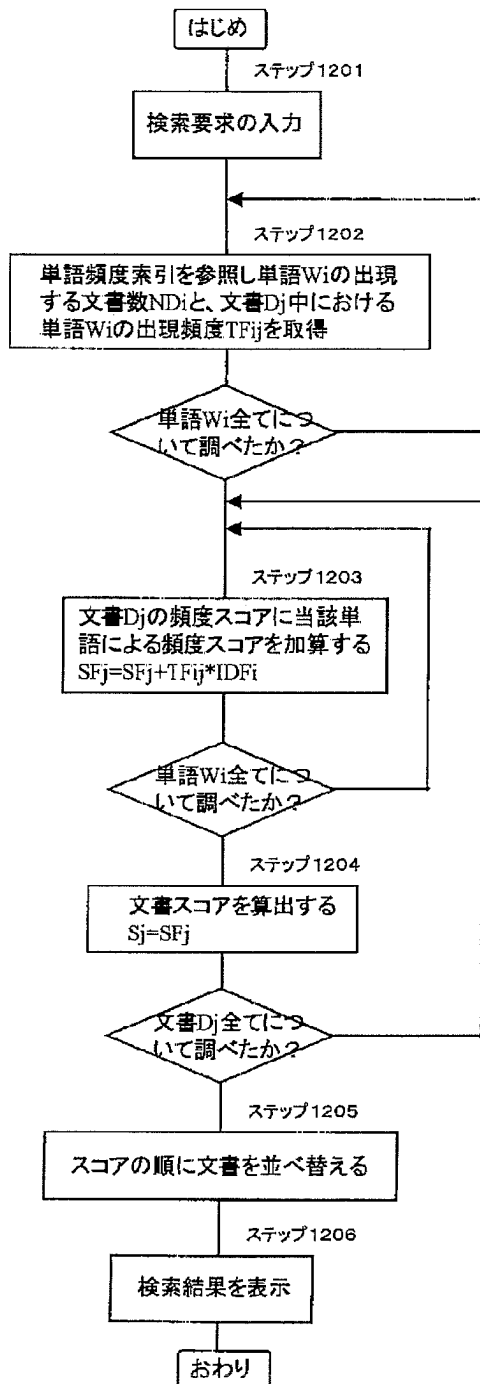 はじめ
ステップ1201
検索要求の入力
ステップ1202
単語頻度索引を参照し単語Wiの出現
する文書数NDiと、文書Dj中における
単語Wiの出現頻度TFijを取得
単語Wi全てにつ
いて調べたか?
ステップ1203
文書Djの頻度スコアに当該単
語による頻度スコアを加算する
SFj=SFj+TFij*IDFi
単語Wi全てにつ
いて調べたか?
ステップ1204
文書スコアを算出する
Sj=SFj
文書Dj全てにつ
いて調べたか?
ステップ1205
スコアの順に文書を並べ替える
ステップ1206
検索結果を表示
おわり